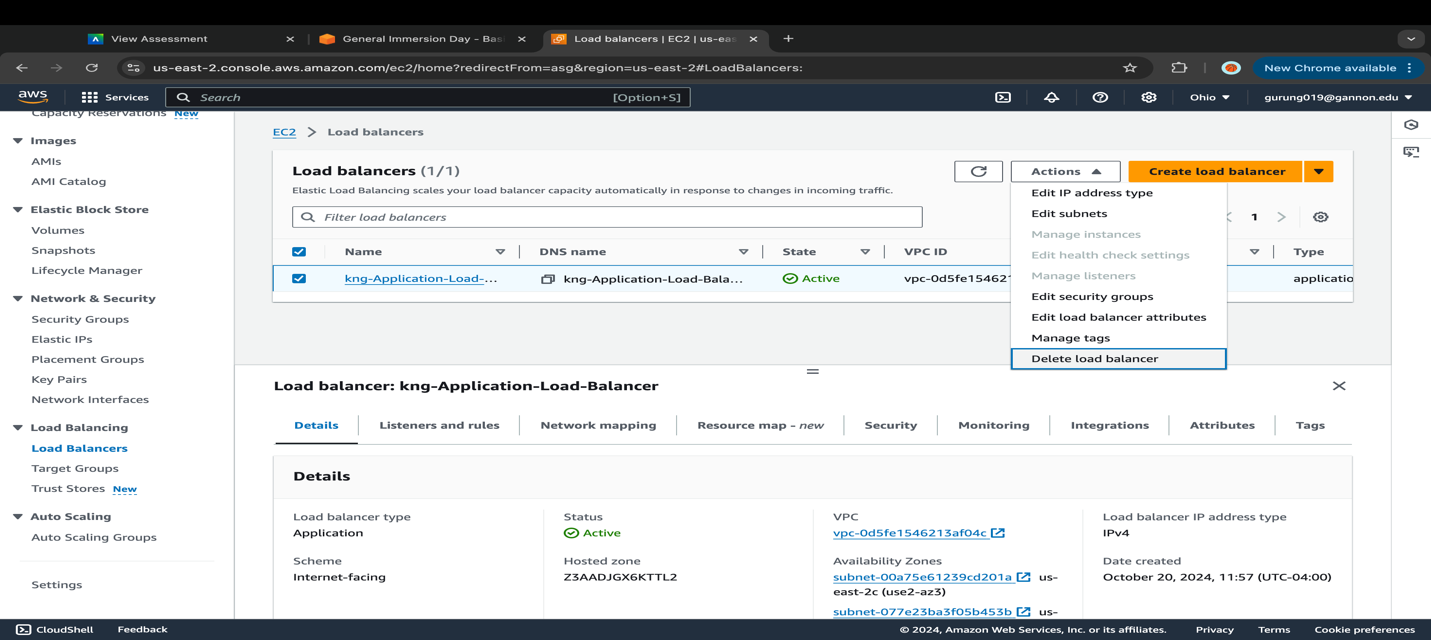 View Assessment
General Immersion Day - Bas
Load balancers | EC2 | us-eas
us-east-2.console.aws.amazon.com/ec2/home?redirectFrom=asg&region=us-east-2#LoadBalancers:
New Chrome available
aws
Services
Search
[Option+S]
Ohio
gurung019@gannon.edu
Capacity Reservations New
Images
AMIs
AMI Catalog
Elastic Block Store
Volumes
Snapshots
Lifecycle Manager
Network & Security
Security Groups
Elastic IPs
Placement Groups
Key Pairs
Network Interfaces
Load Balancing
Load Balancers
Target Groups
Trust Stores New
Auto Scaling
Auto Scaling Groups
Settings
EC2 > Load balancers
Load balancers (1/1)
Elastic Load Balancing scales your load balancer capacity automatically in response to changes in incoming traffic.
Actions
Create load balancer
Filter load balancers
1
Edit IP address type
Edit subnets
Manage instances
Edit health check settings
Manage listeners
Edit security groups
Edit load balancer attributes
Manage tags
Delete load balancer
Name DNS name State VPC ID Type
kng-Application-Load-... kng-Application-Load-Bala... Active vpc-0d5fe15462 applicatio
Load balancer: kng-Application-Load-Balancer
Details Listeners and rules Network mapping Resource map - new Security Monitoring Integrations Attributes Tags
Details
Load balancer type
Application
Scheme
Internet-facing
Status
Active
Hosted zone
Z3AADJGX6KTTL2
VPC
vpc-0d5fe1546213af04c
Availability Zones
subnet-00a75e61239cd201a us-
east-2c (use2-az3)
subnet-077e23ba3f05b453b us-
Load balancer IP address type
IPv4
Date created
October 20, 2024, 11:57 (UTC-04:00)
CloudShell Feedback
© 2024, Amazon Web Services, Inc. or its affiliates. Privacy Terms Cookie preferences